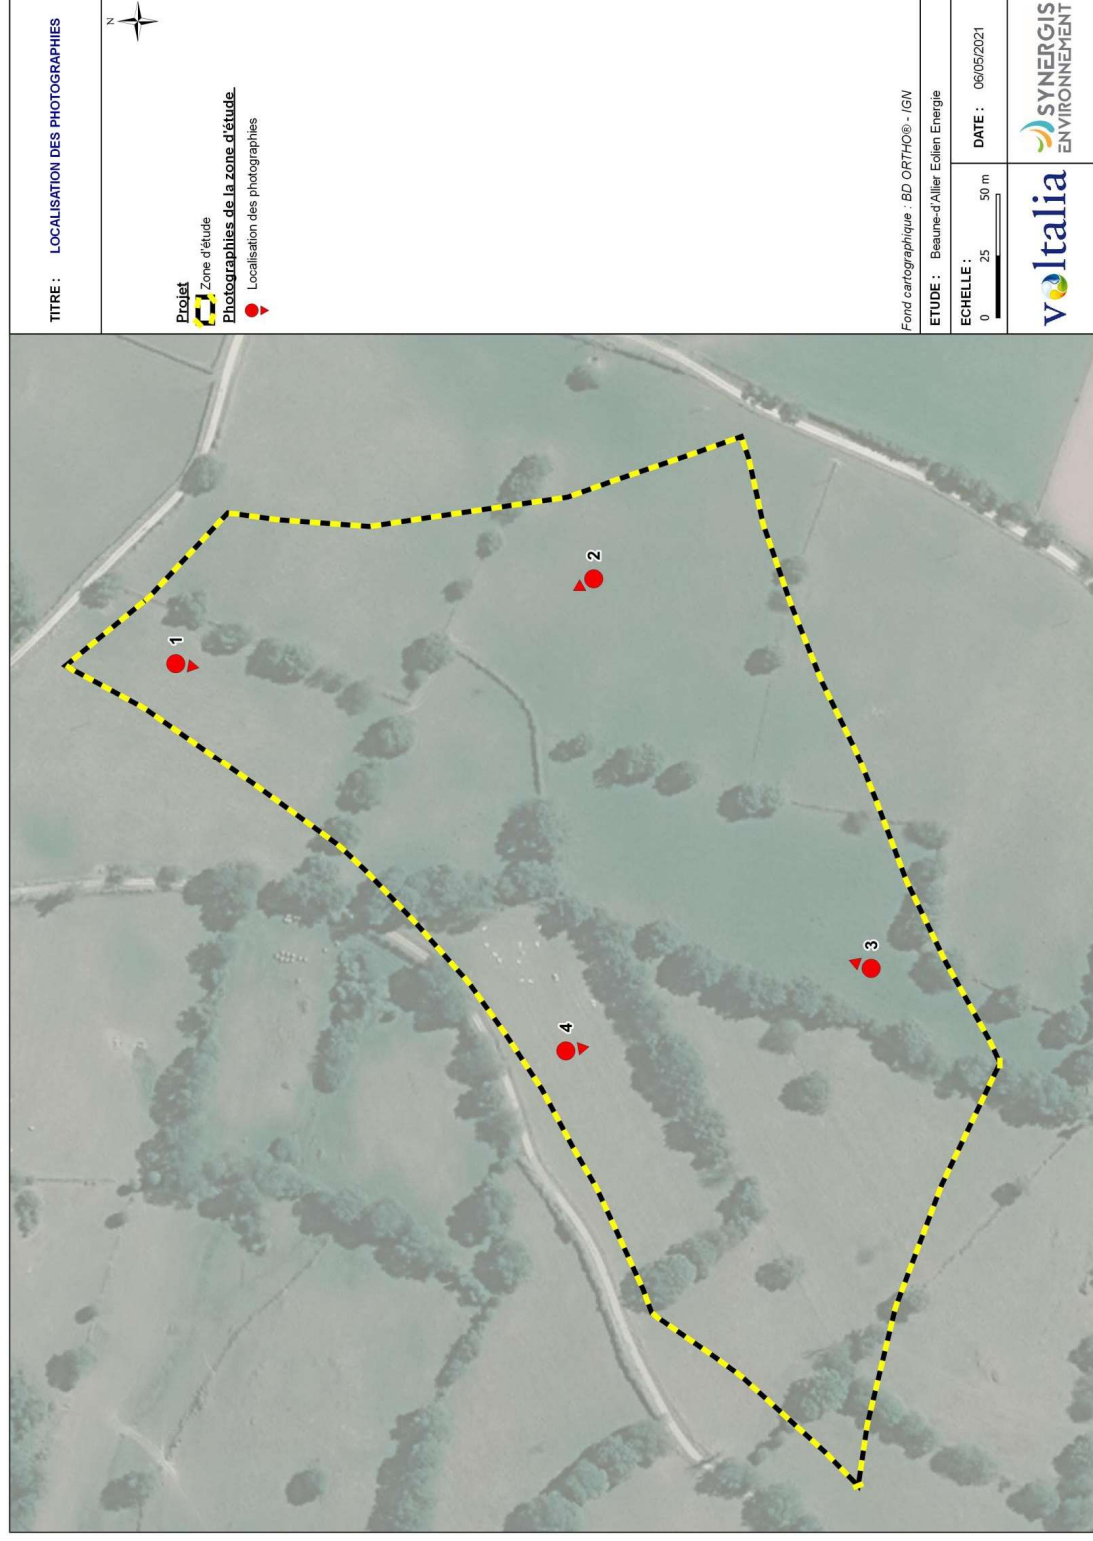 TITRE : LOCALISATION DES PHOTOGRAPHIES
N
Projet
Zone d'étude
Photographies de la zone d'étude
Localisation des photographies
1
2
3
4
Fond cartographique : BD ORTHO® - IGN
ETUDE : Beaune-d'Allier Eolien Energie
ECHELLE :
0 25 50 m
DATE : 06/05/2021
voltalia
SYNERGIS
ENVIRONNEMENT